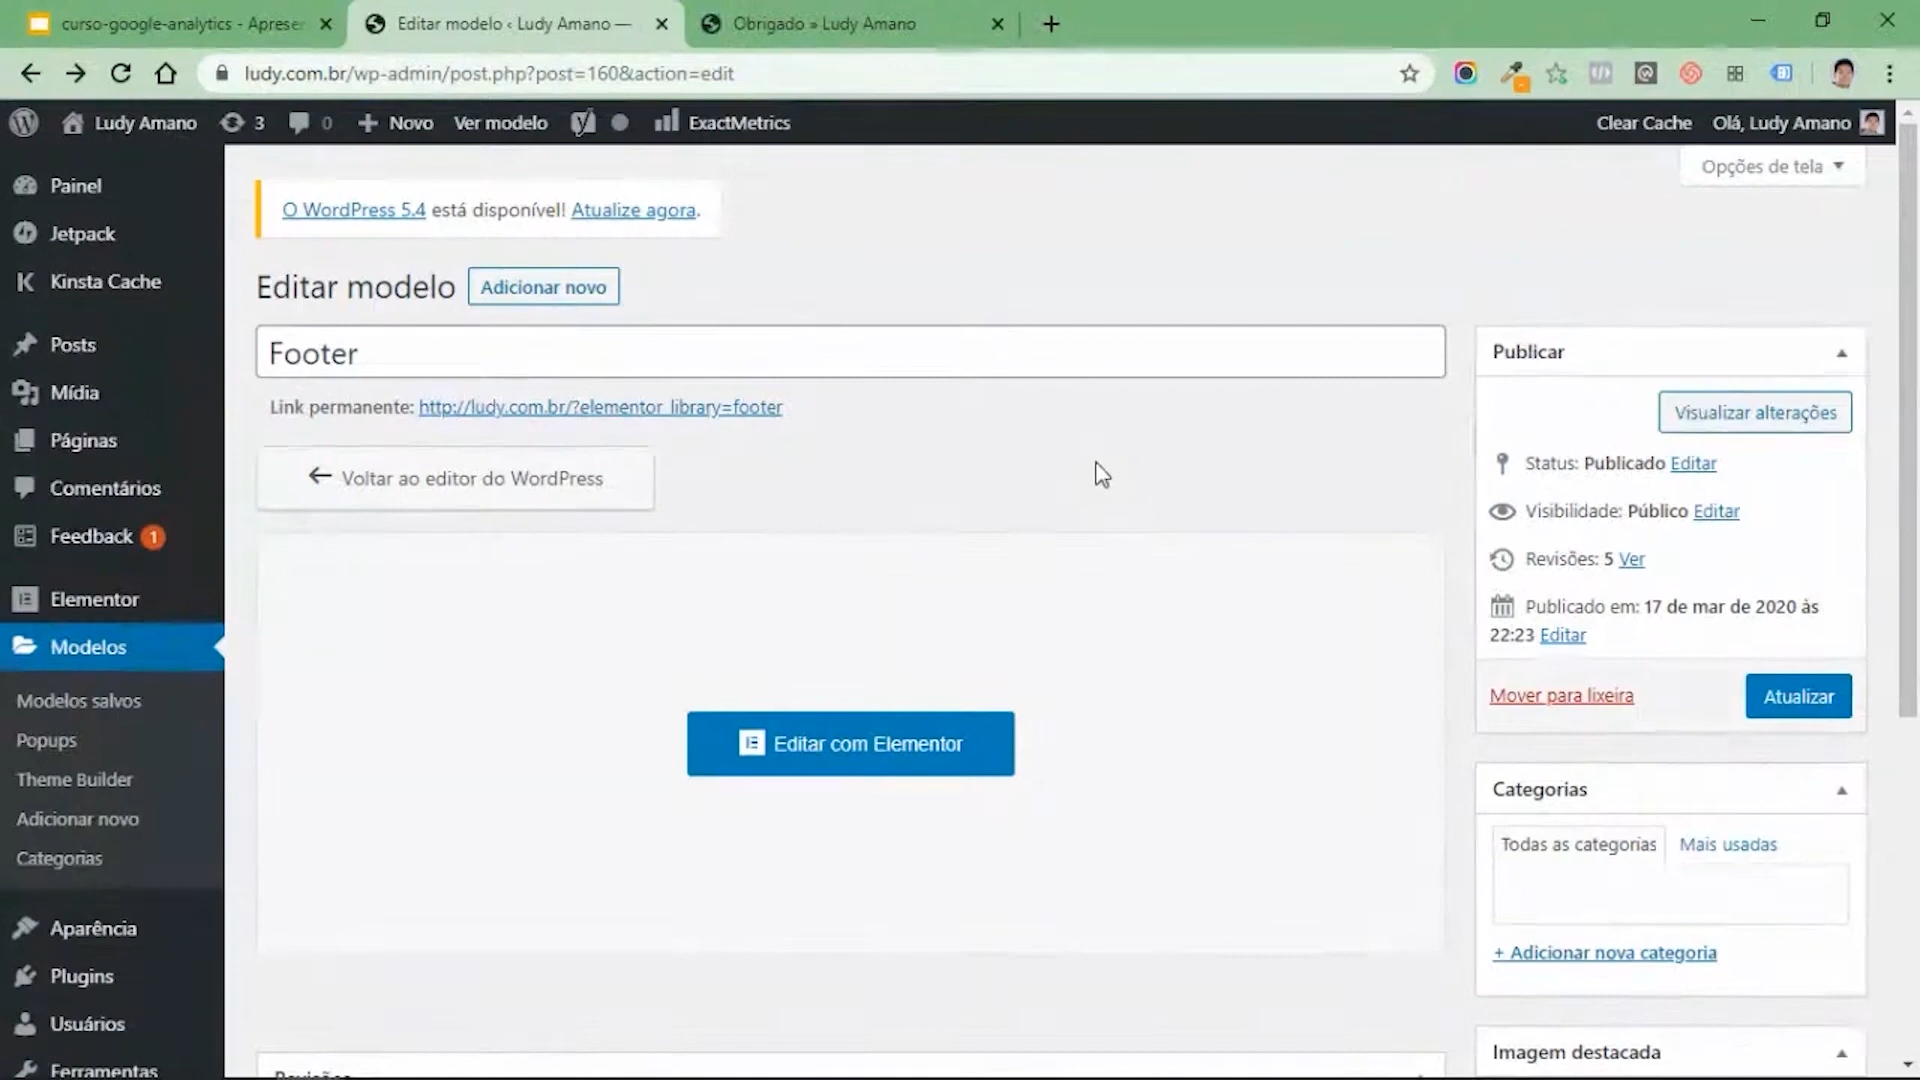 curso-google-analytics - Apreser
Editar modelo ‹ Ludy Amano —
Obrigado » Ludy Amano
ludy.com.br/wp-admin/post.php?post=160&action=edit
Ludy Amano
3
0
Novo
Ver modelo
ExactMetrics
Clear Cache
Olá, Ludy Amano
Opções de tela
Painel
Jetpack
Kinsta Cache
Posts
Mídia
Páginas
Comentários
Feedback 1
Elementor
Modelos
Modelos salvos
Popups
Theme Builder
Adicionar novo
Categorias
Aparência
Plugins
Usuários
Ferramentas
O WordPress 5.4 está disponível! Atualize agora.
Editar modelo
Adicionar novo
Footer
Link permanente: http://ludy.com.br/?elementor_library=footer
Voltar ao editor do WordPress
Editar com Elementor
Revisões
Publicar
Visualizar alterações
Status: Publicado Editar
Visibilidade: Público Editar
Revisões: 5 Ver
Publicado em: 17 de mar de 2020 às
22:23 Editar
Mover para lixeira
Atualizar
Categorias
Todas as categorias
Mais usadas
+ Adicionar nova categoria
Imagem destacada